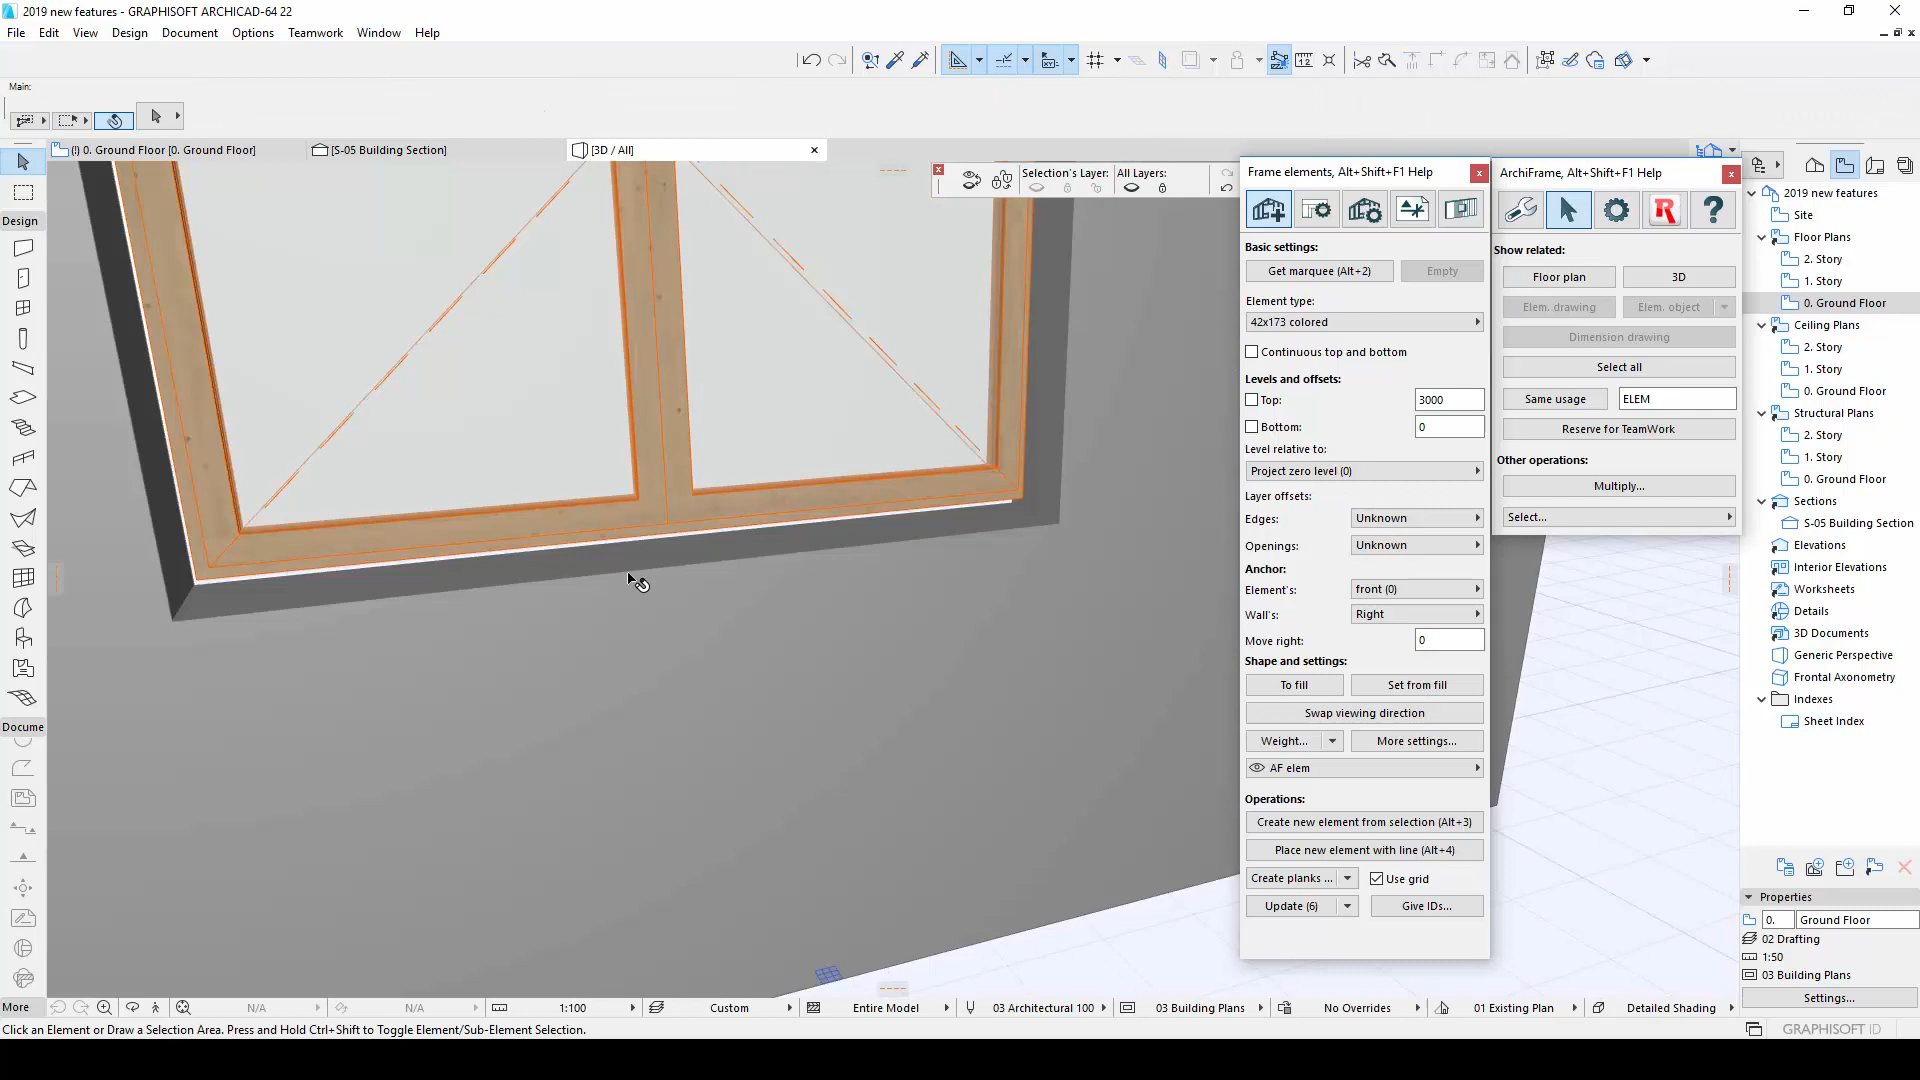 2019 new features - GRAPHISOFT ARCHICAD-64 22
File Edit View Design Document Options Teamwork Window Help
Main:
(!) 0. Ground Floor [0. Ground Floor]
[S-05 Building Section]
[3D / All]
Selection's Layer: All Layers:
Design
Docume
More
Frame elements, Alt+Shift+F1 Help
Basic settings:
Get marquee (Alt+2) Empty
Element type:
42x173 colored
Continuous top and bottom
Levels and offsets:
Top: 3000
Bottom: 0
Level relative to:
Project zero level (0)
Layer offsets:
Edges: Unknown
Openings: Unknown
Anchor:
Element's: front (0)
Wall's: Right
Move right: 0
Shape and settings:
To fill Set from fill
Swap viewing direction
Weight... More settings...
AF elem
Operations:
Create new element from selection (Alt+3)
Place new element with line (Alt+4)
Create planks ... Use grid
Update (6) Give IDs...
ArchiFrame, Alt+Shift+F1 Help
R ?
Show related:
Floor plan 3D
Elem. drawing Elem. object
Dimension drawing
Select all
Same usage ELEM
Reserve for TeamWork
Other operations:
Multiply...
Select...
2019 new features
Site
Floor Plans
2. Story
1. Story
0. Ground Floor
Ceiling Plans
2. Story
1. Story
0. Ground Floor
Structural Plans
2. Story
1. Story
0. Ground Floor
Sections
S-05 Building Section
Elevations
Interior Elevations
Worksheets
Details
3D Documents
Generic Perspective
Frontal Axonometry
Indexes
Sheet Index
Properties
0. Ground Floor
02 Drafting
1:50
03 Building Plans
Settings...
N/A N/A 1:100 Custom Entire Model 03 Architectural 100 03 Building Plans No Overrides 01 Existing Plan Detailed Shading
Click an Element or Draw a Selection Area. Press and Hold Ctrl+Shift to Toggle Element/Sub-Element Selection.
GRAPHISOFT ID